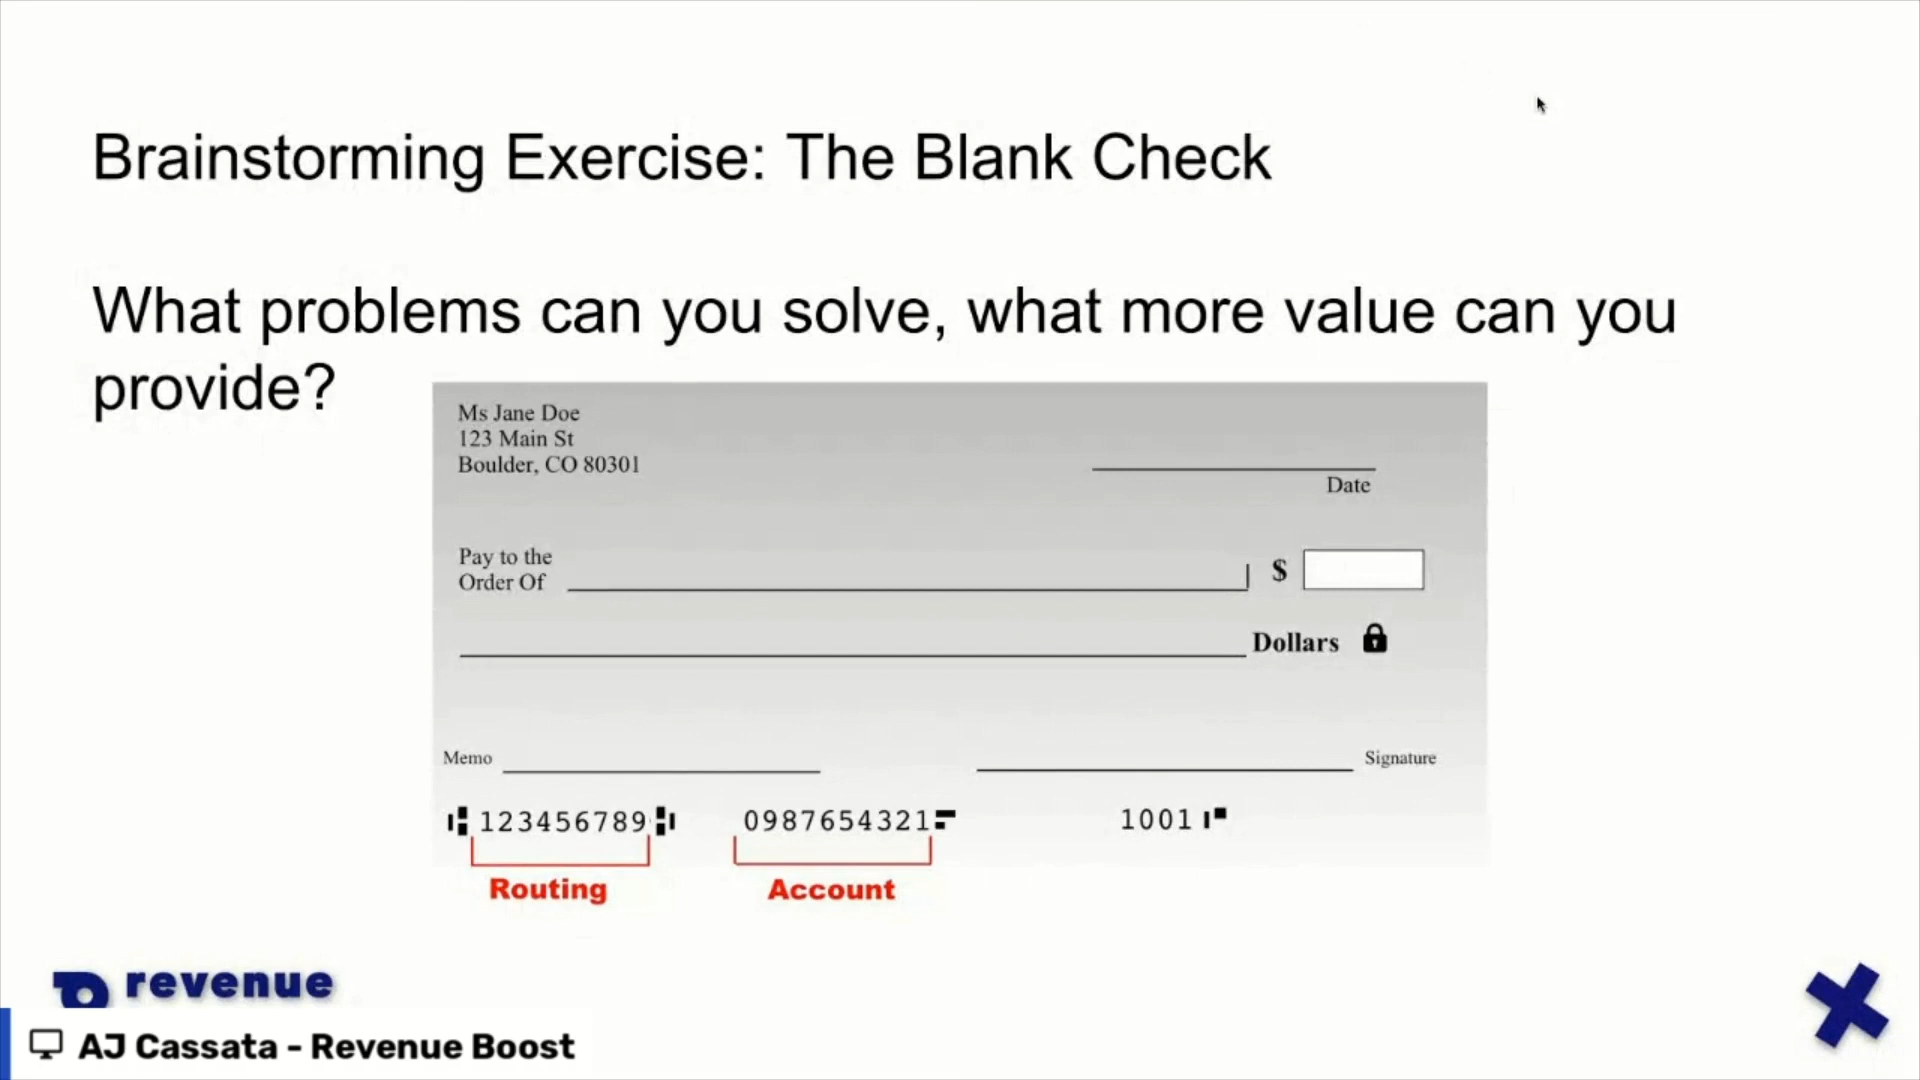 Brainstorming Exercise: The Blank Check
What problems can you solve, what more value can you
provide?
Ms Jane Doe
123 Main St
Boulder, CO 80301
Date
Pay to the
Order Of
$
Dollars
Memo
Signature
123456789 0987654321 1001
Routing Account
revenue
AJ Cassata - Revenue Boost